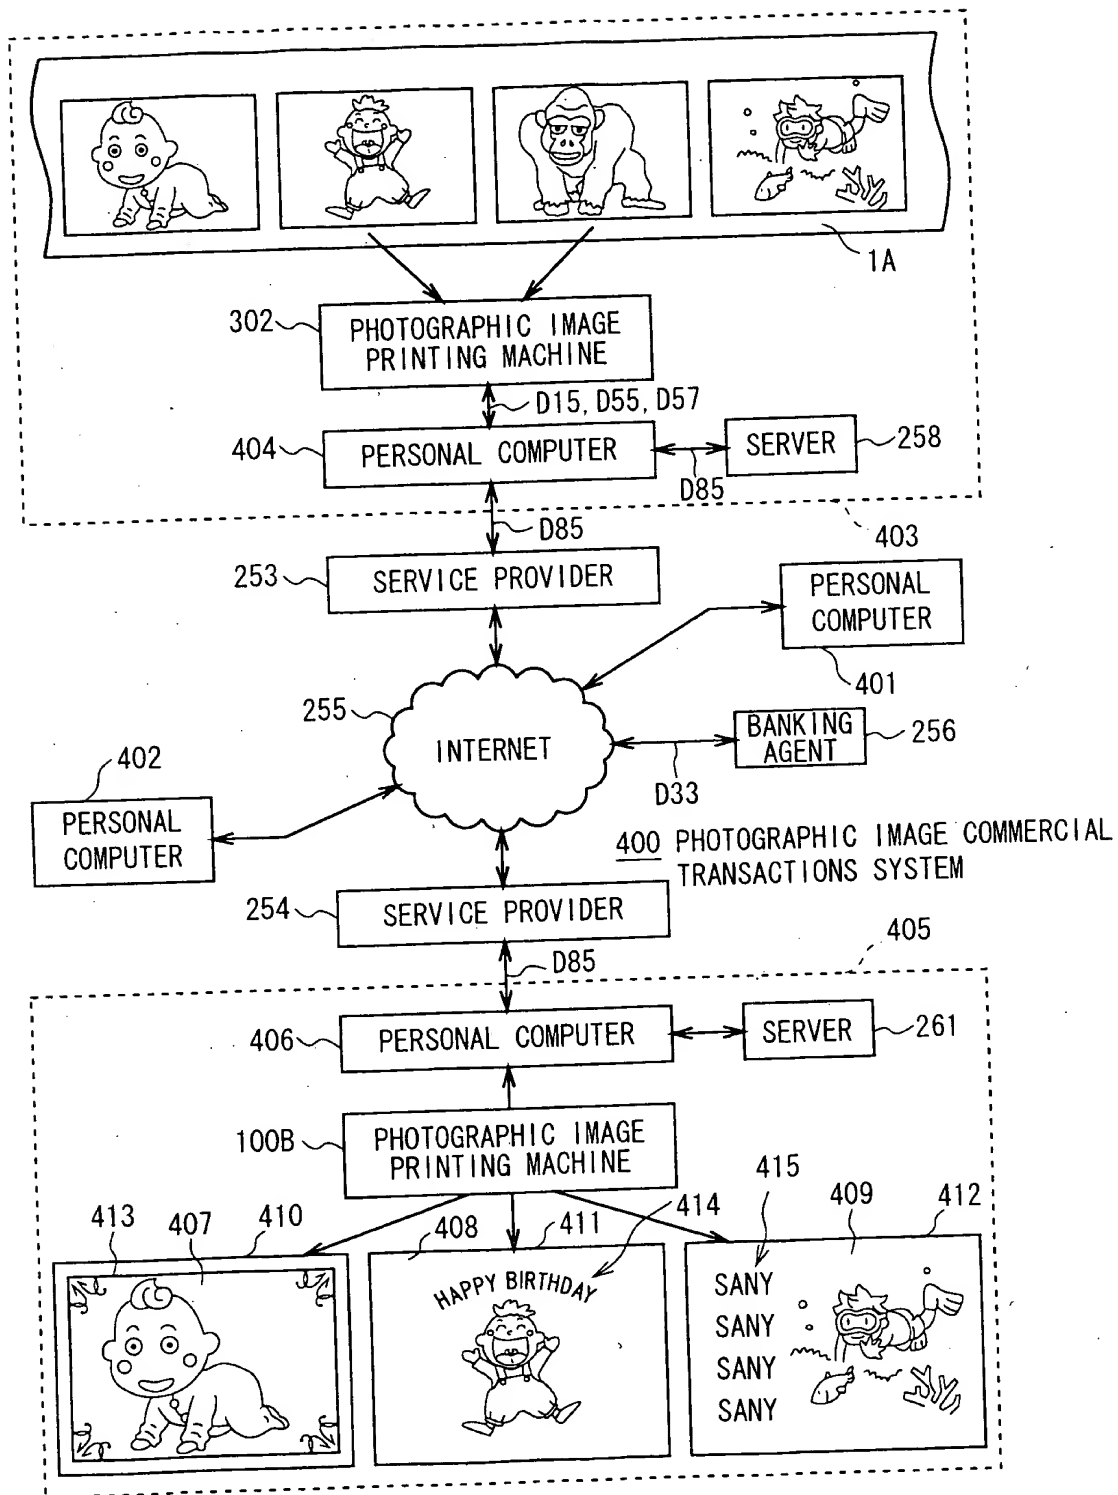 1A
302
PHOTOGRAPHIC IMAGE
PRINTING MACHINE
D15, D55, D57
404
PERSONAL COMPUTER
SERVER
258
D85
D85
403
253
SERVICE PROVIDER
PERSONAL
COMPUTER
401
255
INTERNET
BANKING
AGENT
256
D33
402
PERSONAL
COMPUTER
400 PHOTOGRAPHIC IMAGE COMMERCIAL
TRANSACTIONS SYSTEM
254
SERVICE PROVIDER
405
D85
406
PERSONAL COMPUTER
SERVER
261
100B
PHOTOGRAPHIC IMAGE
PRINTING MACHINE
413
407
410
408
411
414
415
409
412
HAPPY BIRTHDAY
SANY
SANY
SANY
SANY